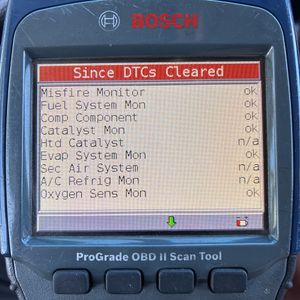 BOSCH
Since DTCs Cleared
Misfire Monitor ok
Fuel System Mon ok
Comp Component ok
Catalyst Mon ok
Htd Catalyst n/a
Evap System Mon ok
Sec Air System n/a
A/C Refrig Mon n/a
Oxygen Sens Mon ok
ProGrade OBD II Scan Tool